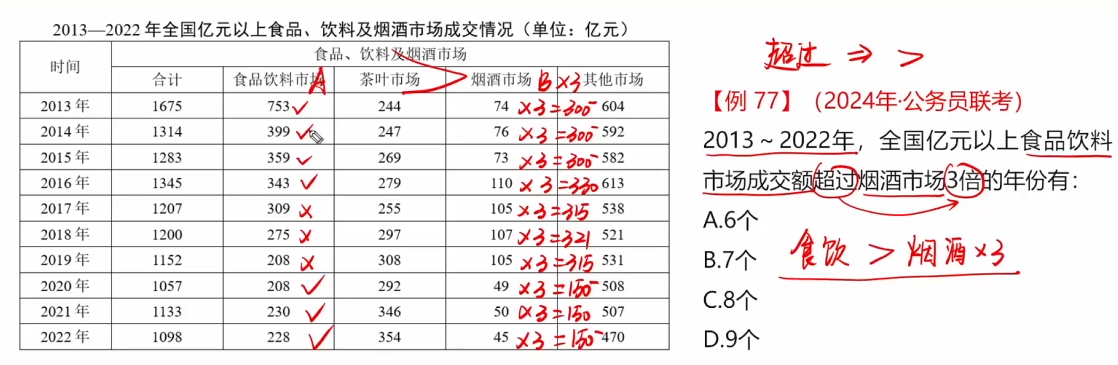 2013—2022 年全国亿元以上食品、饮料及烟酒市场成交情况（单位：亿元）
时间 食品、饮料及烟酒市场
合计 食品饮料市场 A 茶叶市场 烟酒市场 B ×3 其他市场
2013 年 1675 753 ✓ 244 74 ×3=300 604
2014 年 1314 399 ✓ 247 76 ×3=300 592
2015 年 1283 359 ✓ 269 73 ×3=300 582
2016 年 1345 343 ✓ 279 110 ×3=330 613
2017 年 1207 309 × 255 105 ×3=315 538
2018 年 1200 275 × 297 107 ×3=321 521
2019 年 1152 208 × 308 105 ×3=315 531
2020 年 1057 208 ✓ 292 49 ×3=150 508
2021 年 1133 230 ✓ 346 50 ×3=150 507
2022 年 1098 228 ✓ 354 45 ×3=150 470
超过 ⇒ >
【例 77】（2024年·公务员联考）
2013～2022年，全国亿元以上食品饮料
市场成交额超过烟酒市场3倍的年份有：
A.6个
B.7个
C.8个
D.9个
食饮 > 烟酒×3